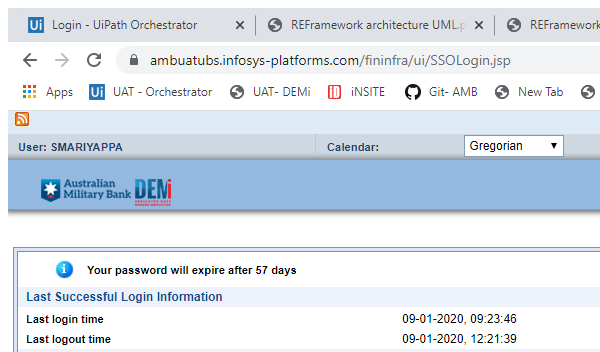 Ui Login - UiPath Orchestrator × REFramework architecture UML.p × REFramework
ambuatubs.infosys-platforms.com/fininfra/ui/SSOLogin.jsp
Apps Ui UAT - Orchestrator UAT- DEMi iNSITE Git- AMB New Tab
User: SMARIYAPPA Calendar: Gregorian
Australian
Military Bank DEMi
Your password will expire after 57 days
Last Successful Login Information
Last login time 09-01-2020, 09:23:46
Last logout time 09-01-2020, 12:21:39